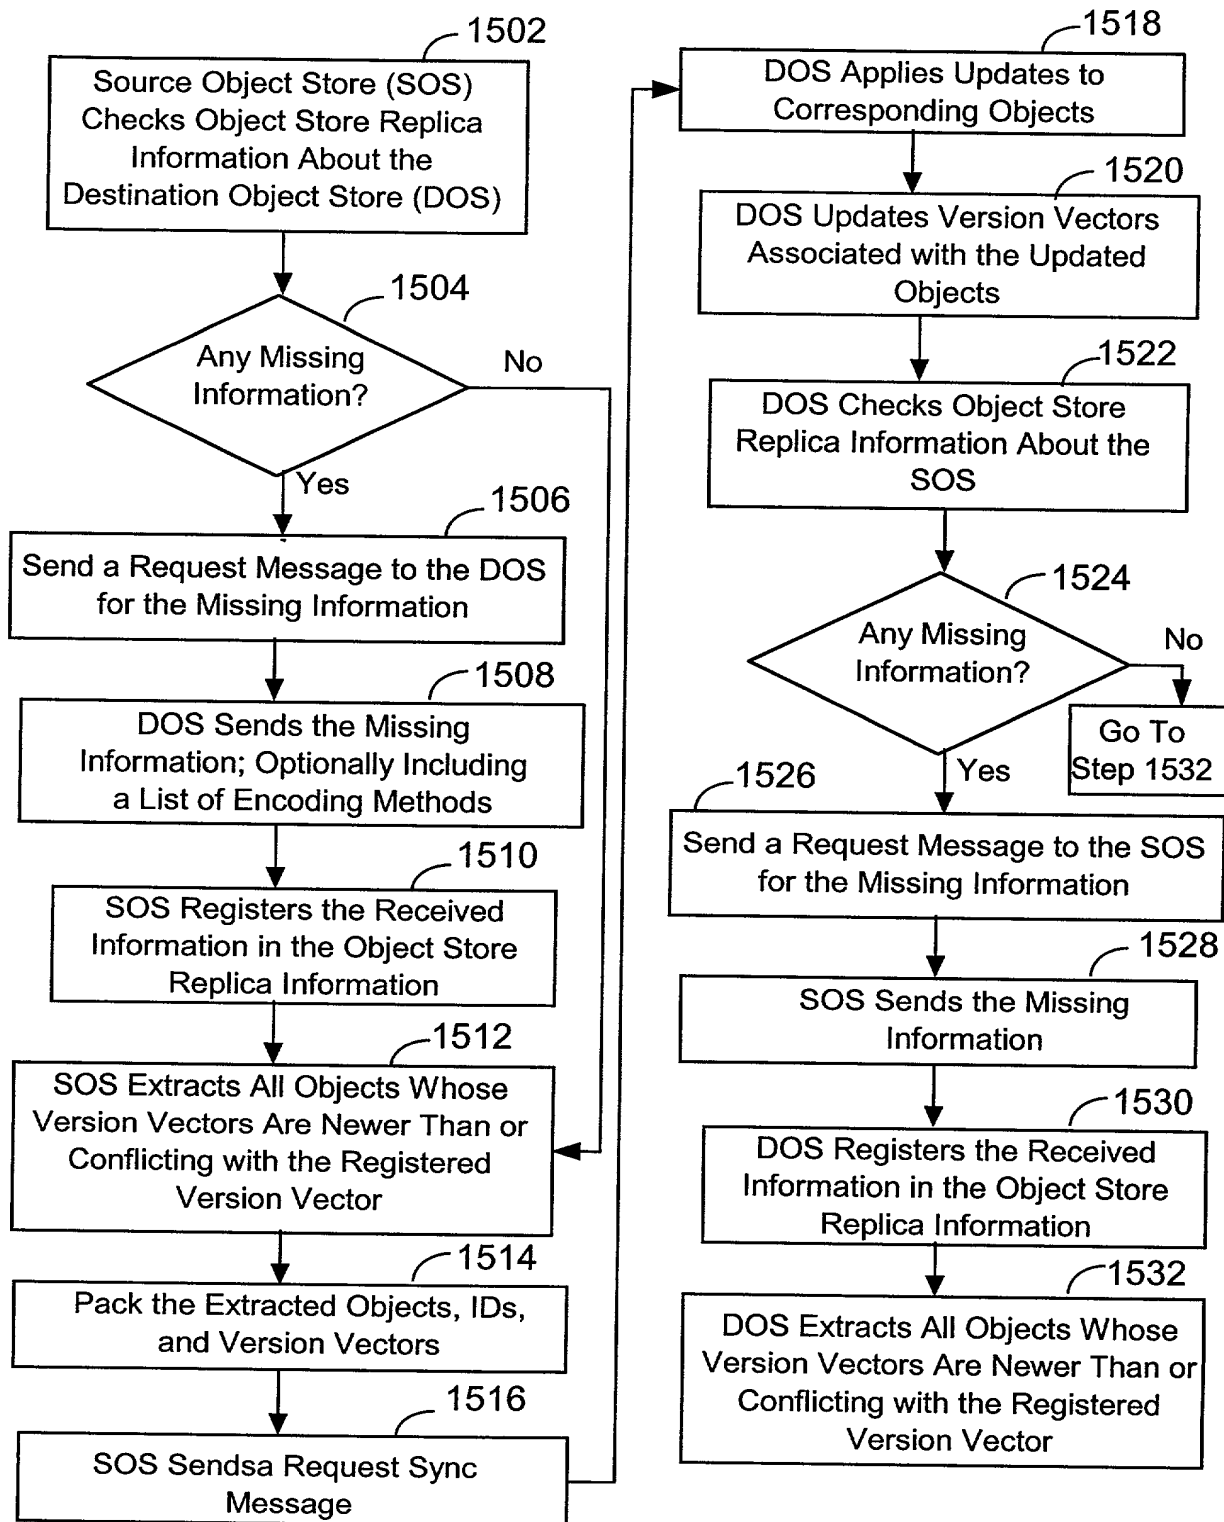 1502
Source Object Store (SOS)
Checks Object Store Replica
Information About the
Destination Object Store (DOS)
1504
Any Missing
Information?
No
Yes
1506
Send a Request Message to the DOS
for the Missing Information
1508
DOS Sends the Missing
Information; Optionally Including
a List of Encoding Methods
1510
SOS Registers the Received
Information in the Object Store
Replica Information
1512
SOS Extracts All Objects Whose
Version Vectors Are Newer Than or
Conflicting with the Registered
Version Vector
1514
Pack the Extracted Objects, IDs,
and Version Vectors
1516
SOS Sendsa Request Sync
Message
1518
DOS Applies Updates to
Corresponding Objects
1520
DOS Updates Version Vectors
Associated with the Updated
Objects
1522
DOS Checks Object Store
Replica Information About the
SOS
1524
Any Missing
Information?
No
Go To
Step 1532
Yes
1526
Send a Request Message to the SOS
for the Missing Information
1528
SOS Sends the Missing
Information
1530
DOS Registers the Received
Information in the Object Store
Replica Information
1532
DOS Extracts All Objects Whose
Version Vectors Are Newer Than or
Conflicting with the Registered
Version Vector